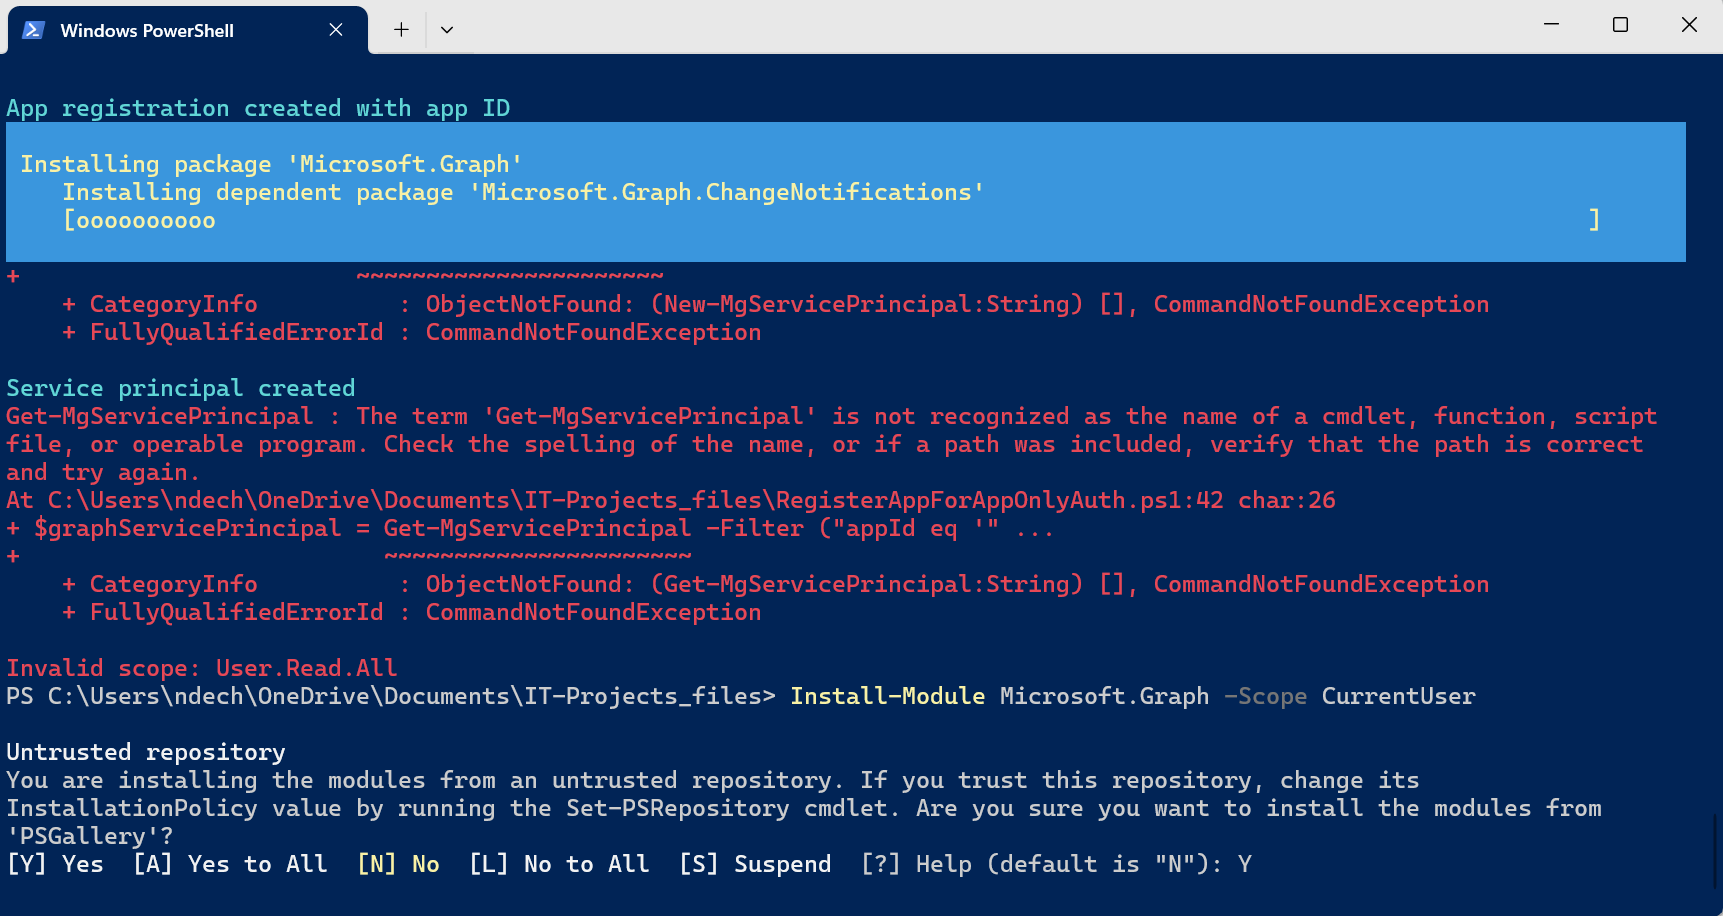 Windows PowerShell
App registration created with app ID
Installing package 'Microsoft.Graph'
Installing dependent package 'Microsoft.Graph.ChangeNotifications'
[oooooooooo ]
+ ~~~~~~~~~~~~~~~~~~~~~~
+ CategoryInfo : ObjectNotFound: (New-MgServicePrincipal:String) [], CommandNotFoundException
+ FullyQualifiedErrorId : CommandNotFoundException
Service principal created
Get-MgServicePrincipal : The term 'Get-MgServicePrincipal' is not recognized as the name of a cmdlet, function, script
file, or operable program. Check the spelling of the name, or if a path was included, verify that the path is correct
and try again.
At C:\Users\ndech\OneDrive\Documents\IT-Projects_files\RegisterAppForAppOnlyAuth.ps1:42 char:26
+ $graphServicePrincipal = Get-MgServicePrincipal -Filter ("appId eq '" ...
+ ~~~~~~~~~~~~~~~~~~~~~~
+ CategoryInfo : ObjectNotFound: (Get-MgServicePrincipal:String) [], CommandNotFoundException
+ FullyQualifiedErrorId : CommandNotFoundException
Invalid scope: User.Read.All
PS C:\Users\ndech\OneDrive\Documents\IT-Projects_files> Install-Module Microsoft.Graph -Scope CurrentUser
Untrusted repository
You are installing the modules from an untrusted repository. If you trust this repository, change its
InstallationPolicy value by running the Set-PSRepository cmdlet. Are you sure you want to install the modules from
'PSGallery'?
[Y] Yes [A] Yes to All [N] No [L] No to All [S] Suspend [?] Help (default is "N"): Y